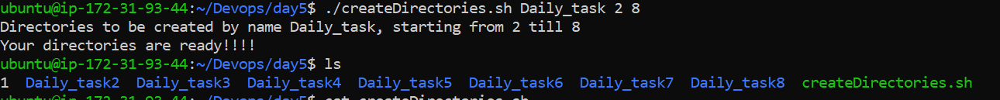 ubuntu@ip-172-31-93-44:~/Devops/day5$ ./createDirectories.sh Daily_task 2 8
Directories to be created by name Daily_task, starting from 2 till 8
Your directories are ready!!!!
ubuntu@ip-172-31-93-44:~/Devops/day5$ ls
1  Daily_task2  Daily_task3  Daily_task4  Daily_task5  Daily_task6  Daily_task7  Daily_task8  createDirectories.sh
ubuntu@ip-172-31-93-44:~/Devops/day5$ cat createDirectories.sh